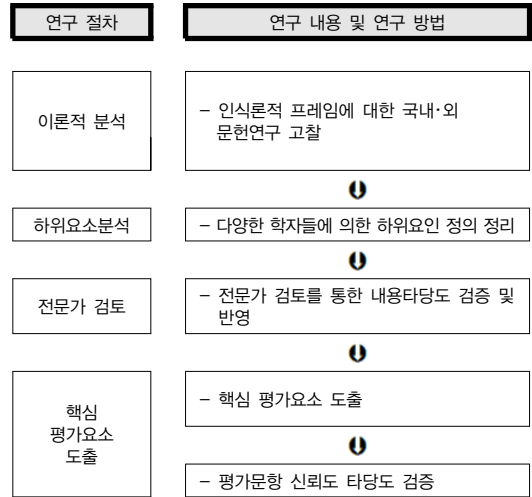 연구 절차
연구 내용 및 연구 방법
이론적 분석
– 인식론적 프레임에 대한 국내·외
문헌연구 고찰
하위요소분석
– 다양한 학자들에 의한 하위요인 정의 정리
전문가 검토
– 전문가 검토를 통한 내용타당도 검증 및
반영
핵심
평가요소
도출
– 핵심 평가요소 도출
– 평가문항 신뢰도 타당도 검증